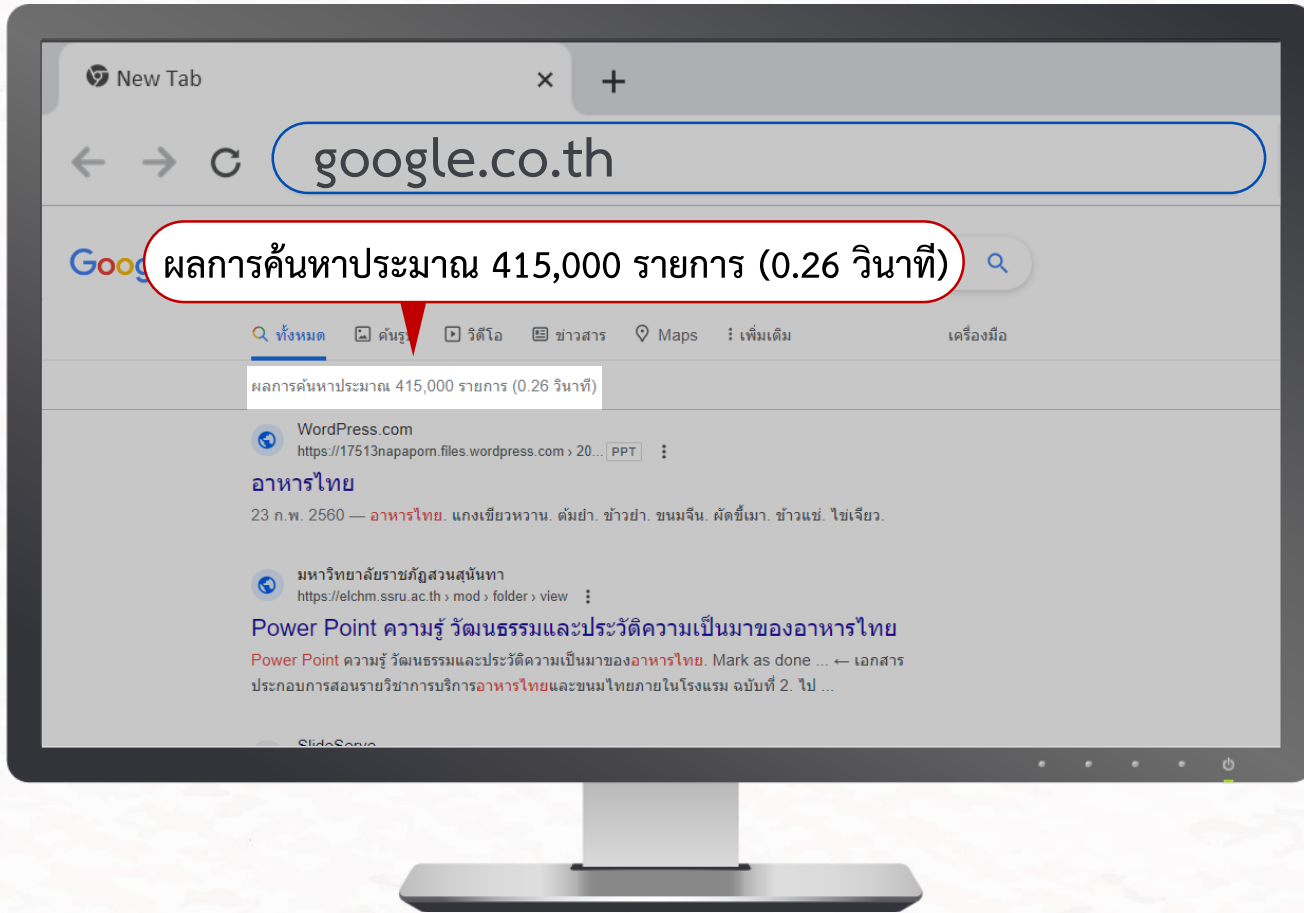 New Tab
google.co.th
Goog
ผลการค้นหาประมาณ 415,000 รายการ (0.26 วินาที)
ทั้งหมด ค้นรูป วิดีโอ ข่าวสาร Maps เพิ่มเติม เครื่องมือ
ผลการค้นหาประมาณ 415,000 รายการ (0.26 วินาที)
WordPress.com
https://17513napaporn.files.wordpress.com › 20... PPT
อาหารไทย
23 ก.พ. 2560 — อาหารไทย. แกงเขียวหวาน. ต้มยำ. ข้าวยำ. ขนมจีน. ผัดขี้เมา. ข้าวแช่. ไข่เจียว.
มหาวิทยาลัยราชภัฏสวนสุนันทา
https://elchm.ssru.ac.th › mod › folder › view
Power Point ความรู้ วัฒนธรรมและประวัติความเป็นมาของอาหารไทย
Power Point ความรู้ วัฒนธรรมและประวัติความเป็นมาของอาหารไทย. Mark as done ... ← เอกสาร
ประกอบการสอนรายวิชาการบริการอาหารไทยและขนมไทยภายในโรงแรม ฉบับที่ 2. ไป ...
SlideServe